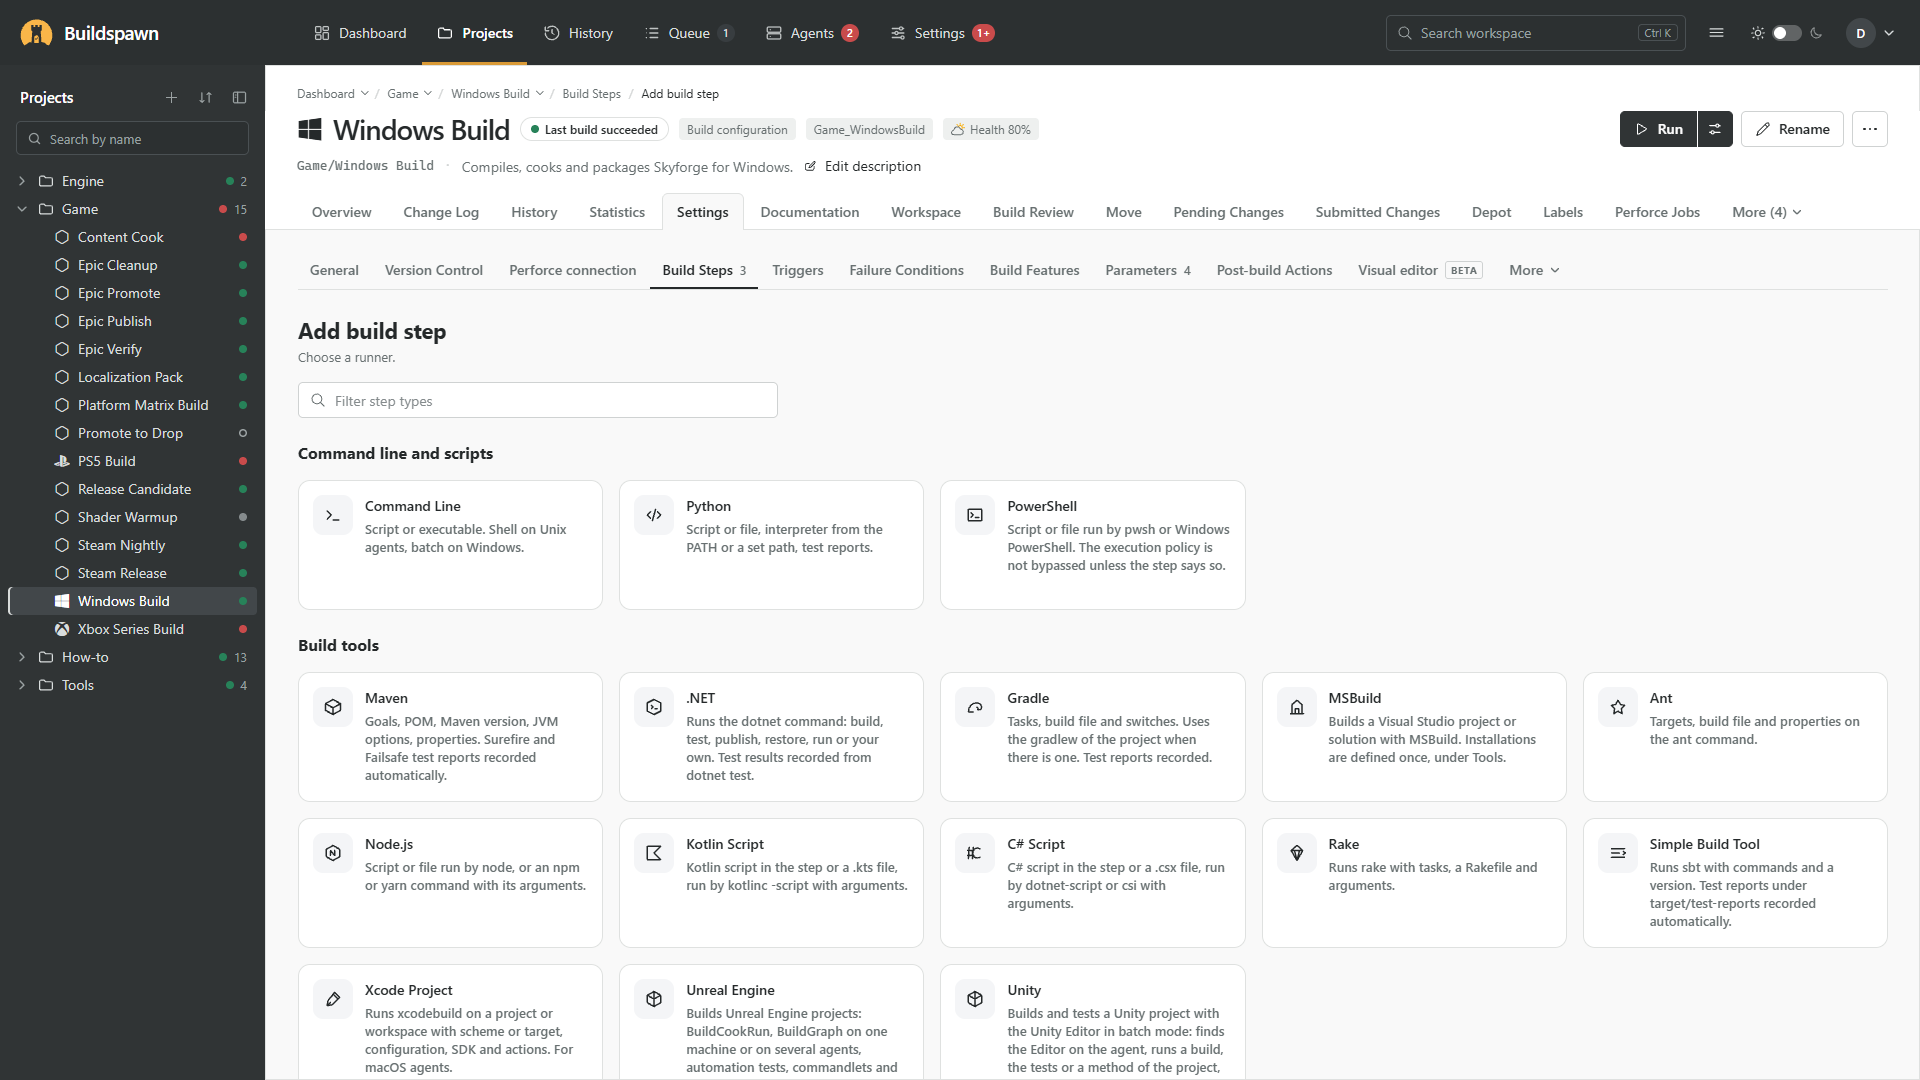 Buildspawn
Dashboard
Projects
History
Queue 1
Agents 2
Settings 1+
Search workspace
Ctrl K
D
Projects
Search by name
Engine 2
Game 15
Content Cook
Epic Cleanup
Epic Promote
Epic Publish
Epic Verify
Localization Pack
Platform Matrix Build
Promote to Drop
PS5 Build
Release Candidate
Shader Warmup
Steam Nightly
Steam Release
Windows Build
Xbox Series Build
How-to 13
Tools 4
Dashboard / Game / Windows Build / Build Steps / Add build step
Windows Build
Last build succeeded
Build configuration
Game_WindowsBuild
Health 80%
Run
Rename
Game/Windows Build · Compiles, cooks and packages Skyforge for Windows. Edit description
Overview
Change Log
History
Statistics
Settings
Documentation
Workspace
Build Review
Move
Pending Changes
Submitted Changes
Depot
Labels
Perforce Jobs
More (4)
General
Version Control
Perforce connection
Build Steps 3
Triggers
Failure Conditions
Build Features
Parameters 4
Post-build Actions
Visual editor BETA
More
Add build step
Choose a runner.
Filter step types
Command line and scripts
Command Line
Script or executable. Shell on Unix
agents, batch on Windows.
Python
Script or file, interpreter from the
PATH or a set path, test reports.
PowerShell
Script or file run by pwsh or Windows
PowerShell. The execution policy is
not bypassed unless the step says so.
Build tools
Maven
Goals, POM, Maven version, JVM
options, properties. Surefire and
Failsafe test reports recorded
automatically.
.NET
Runs the dotnet command: build,
test, publish, restore, run or your
own. Test results recorded from
dotnet test.
Gradle
Tasks, build file and switches. Uses
the gradlew of the project when
there is one. Test reports recorded.
MSBuild
Builds a Visual Studio project or
solution with MSBuild. Installations
are defined once, under Tools.
Ant
Targets, build file and properties on
the ant command.
Node.js
Script or file run by node, or an npm
or yarn command with its arguments.
Kotlin Script
Kotlin script in the step or a .kts file,
run by kotlinc -script with arguments.
C# Script
C# script in the step or a .csx file, run
by dotnet-script or csi with
arguments.
Rake
Runs rake with tasks, a Rakefile and
arguments.
Simple Build Tool
Runs sbt with commands and a
version. Test reports under
target/test-reports recorded
automatically.
Xcode Project
Runs xcodebuild on a project or
workspace with scheme or target,
configuration, SDK and actions. For
macOS agents.
Unreal Engine
Builds Unreal Engine projects:
BuildCookRun, BuildGraph on one
machine or on several agents,
automation tests, commandlets and
Unity
Builds and tests a Unity project with
the Unity Editor in batch mode: finds
the Editor on the agent, runs a build,
the tests or a method of the project,